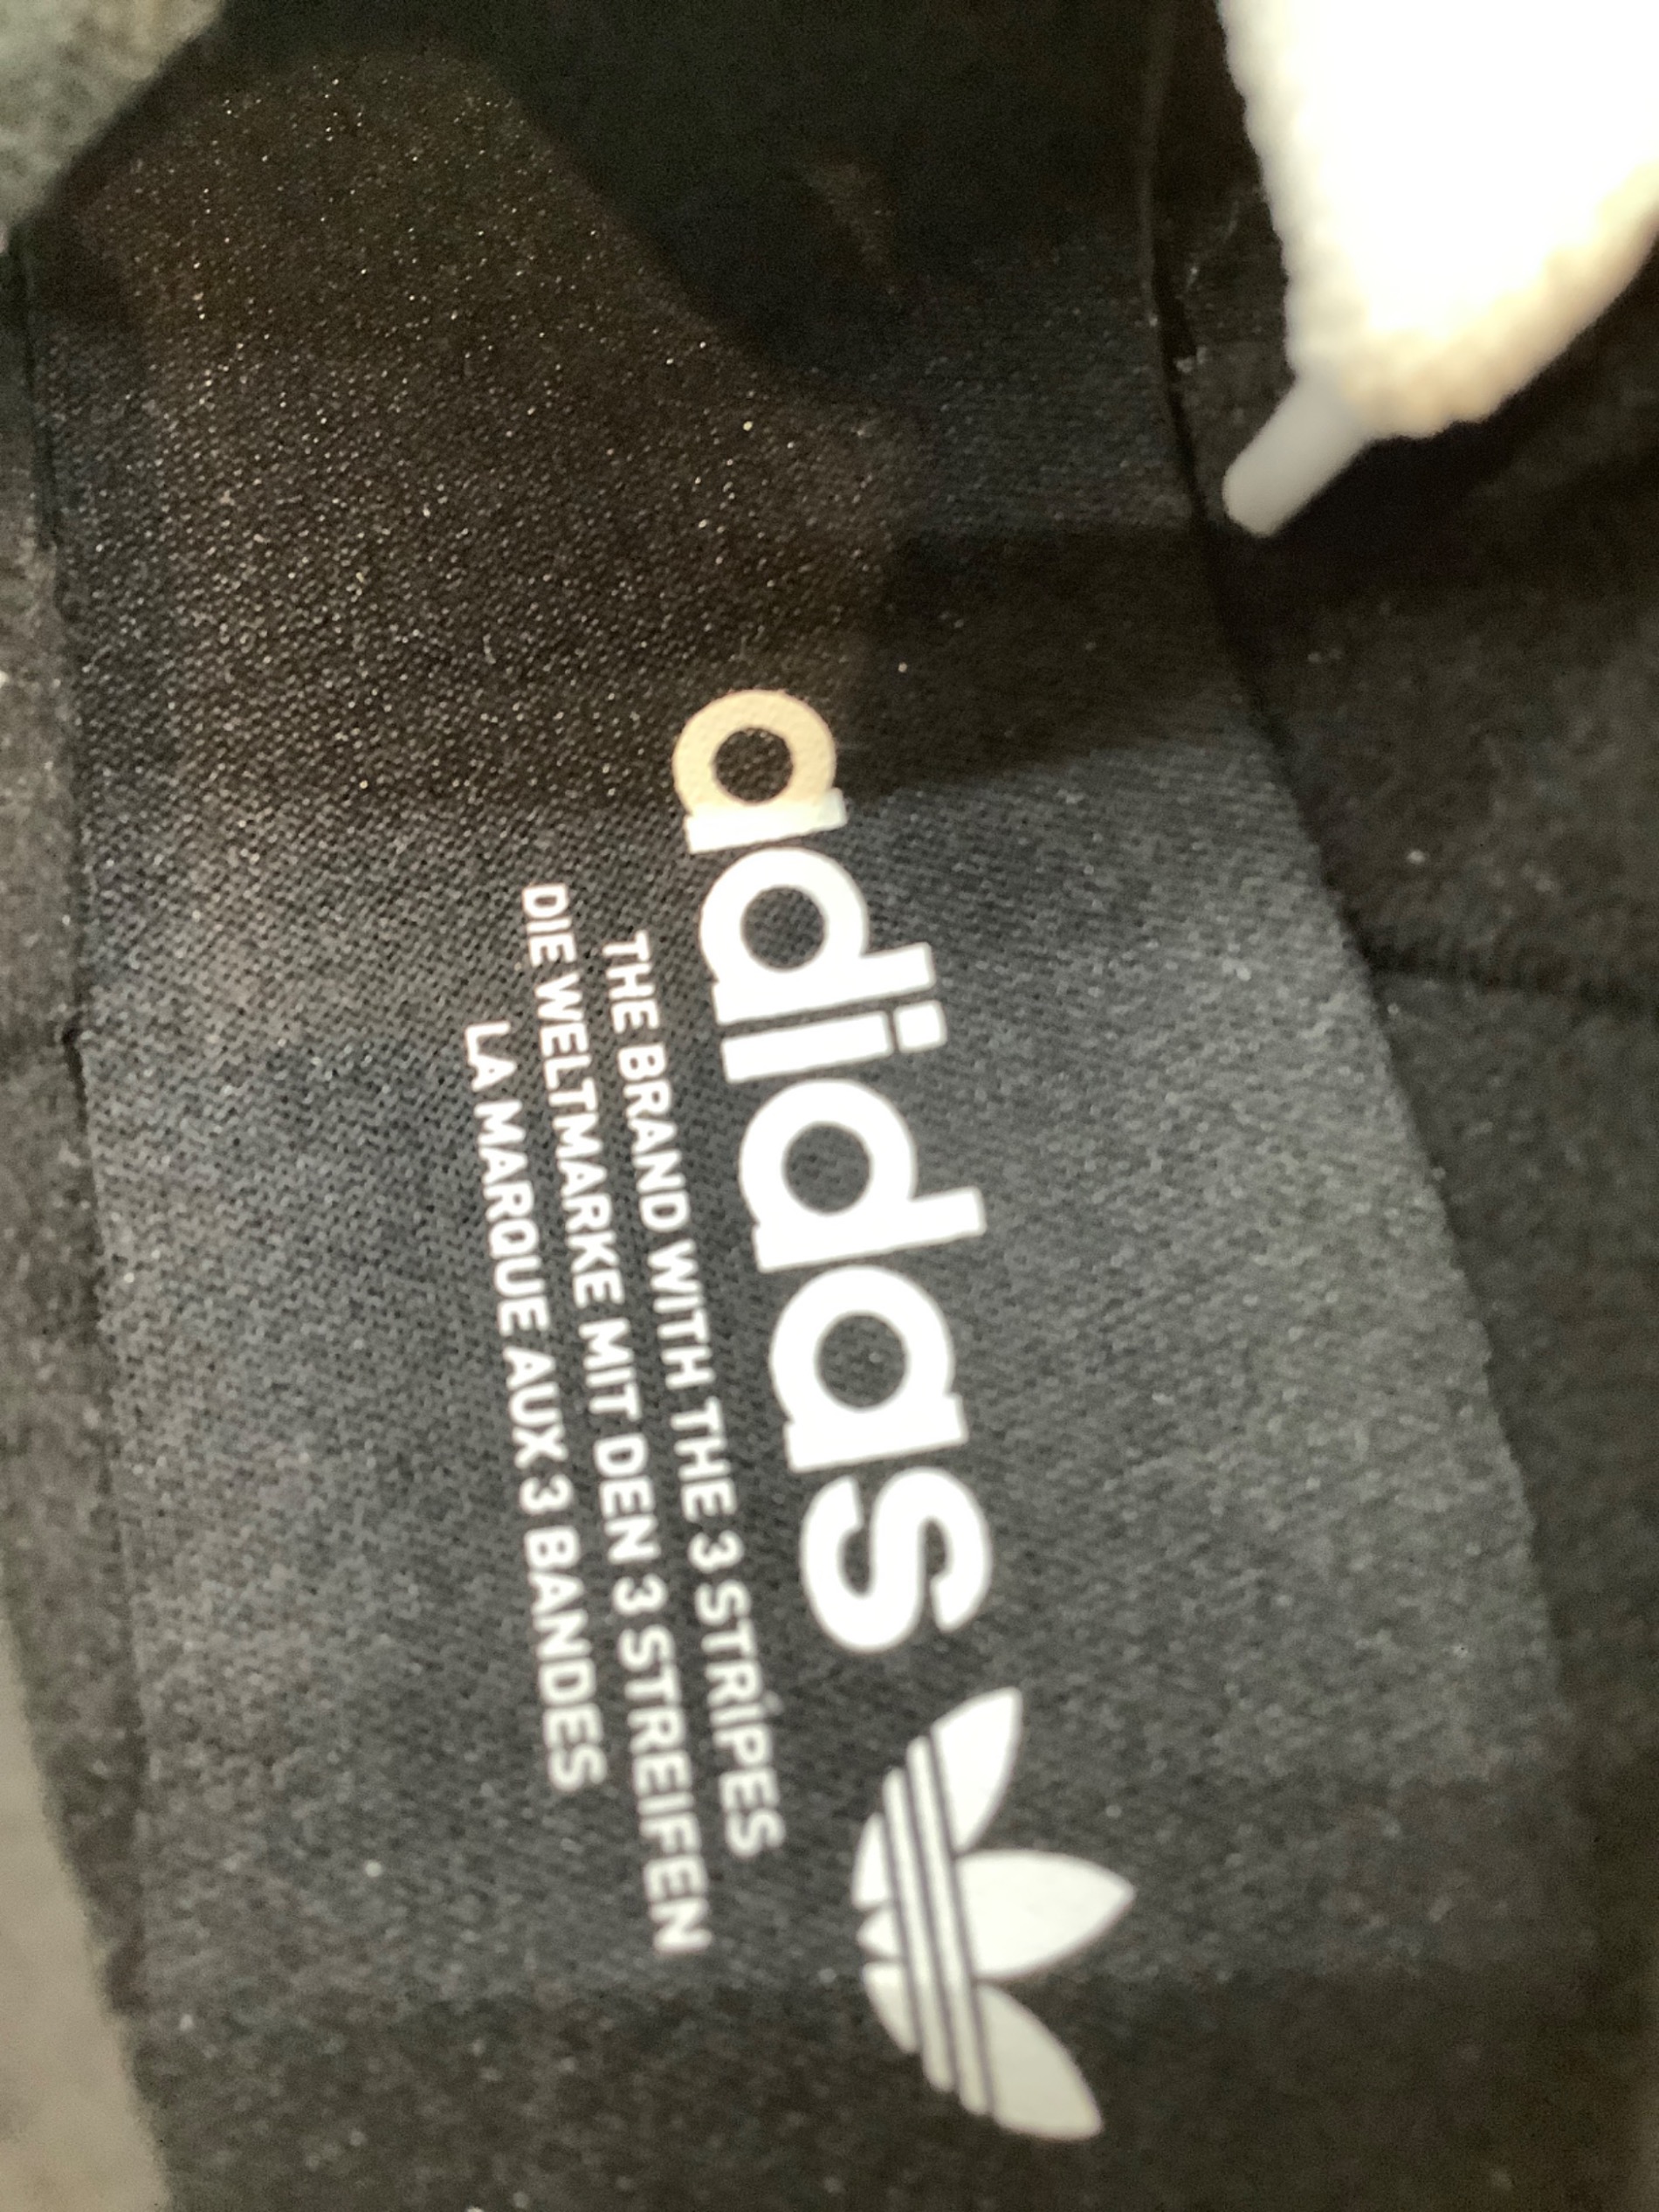 adidas
THE BRAND WITH THE 3 STRIPES
DIE WELTMARKE MIT DEN 3 STREIFEN
LA MARQUE AUX 3 BANDES